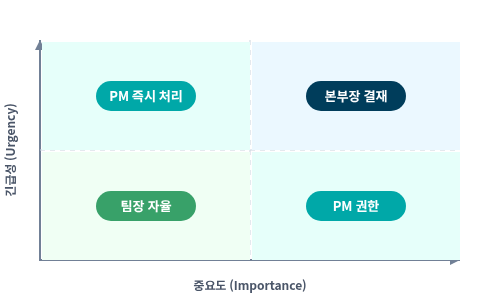 PM 즉시 처리
본부장 결재
긴급성 (Urgency)
팀장 자율
PM 권한
중요도 (Importance)